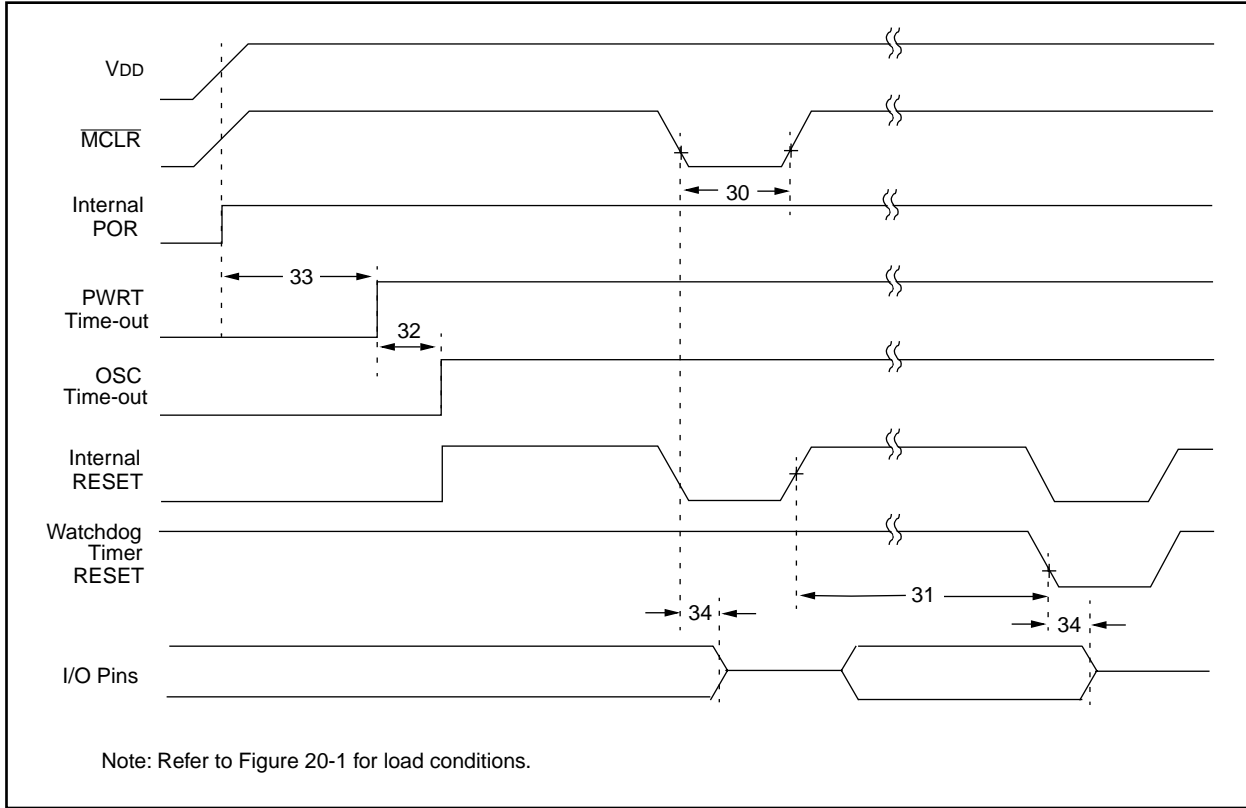 VDD
MCLR
Internal
POR
30
33
PWRT
Time-out
32
OSC
Time-out
Internal
RESET
Watchdog
Timer
RESET
31
34
34
I/O Pins
Note: Refer to Figure 20-1 for load conditions.